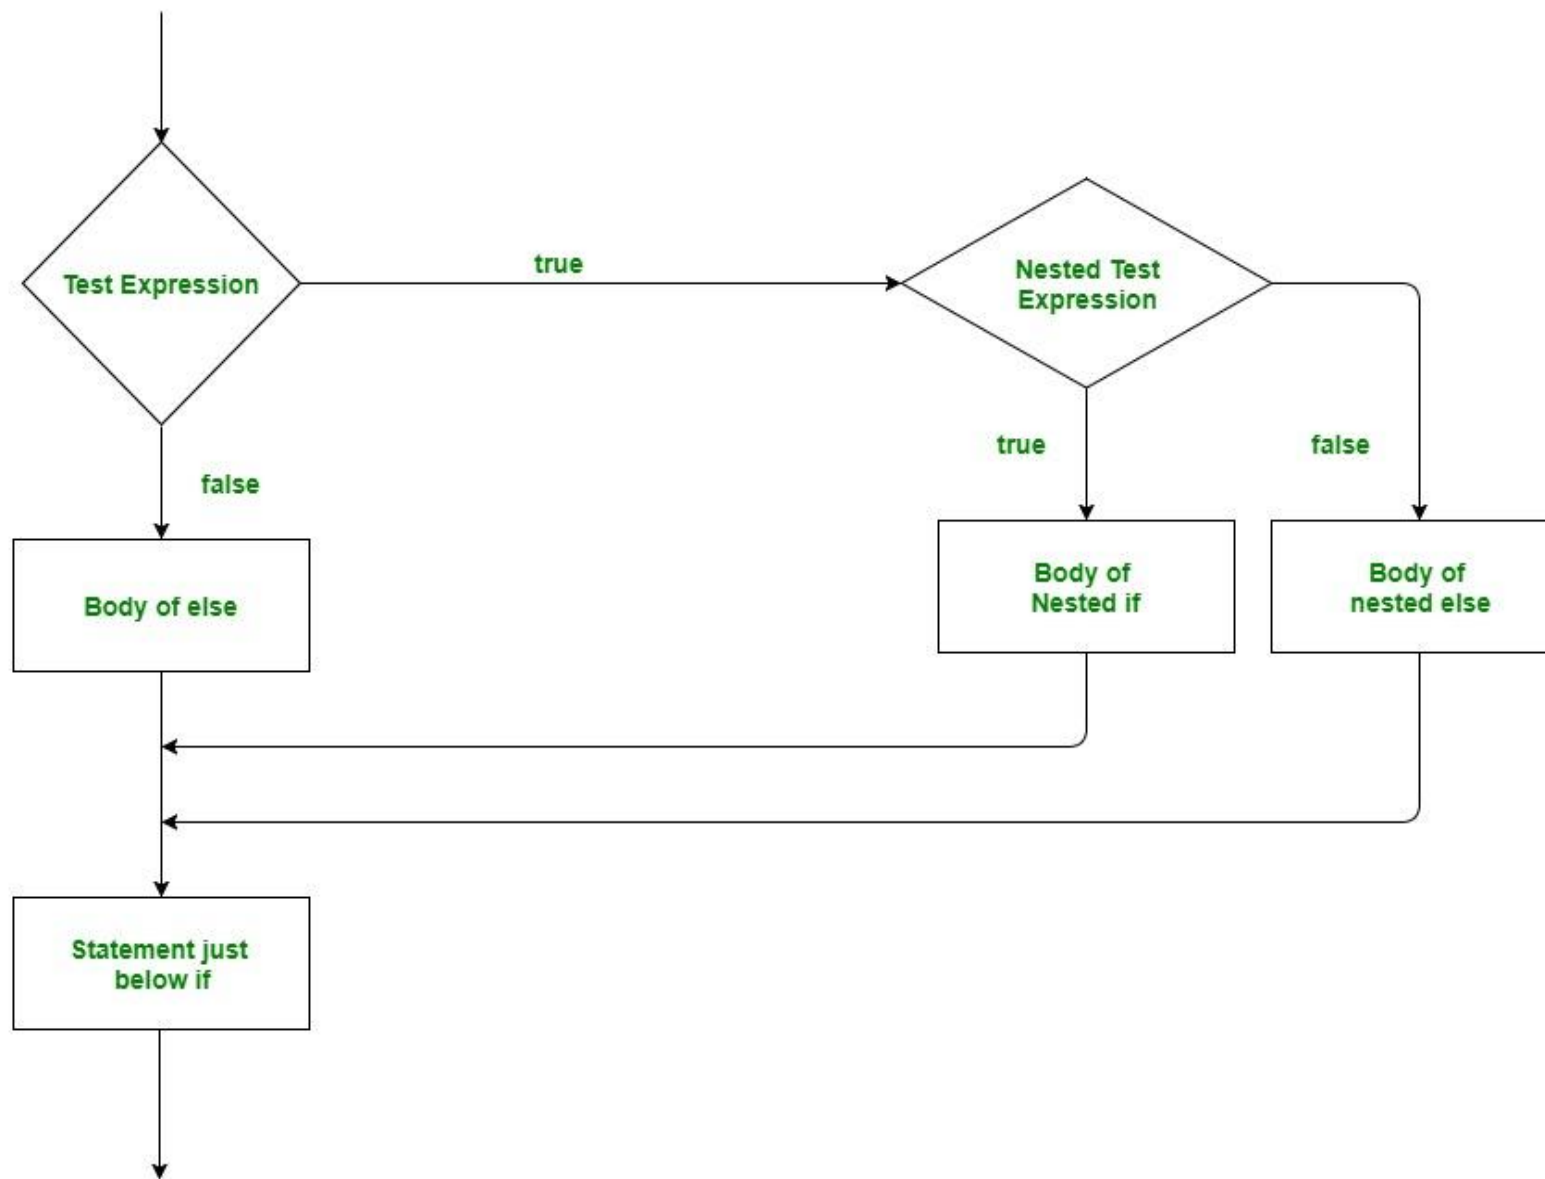 true
Test Expression
Nested Test
Expression
true
false
false
Body of
Nested if
Body of
nested else
Body of else
Statement just
below if